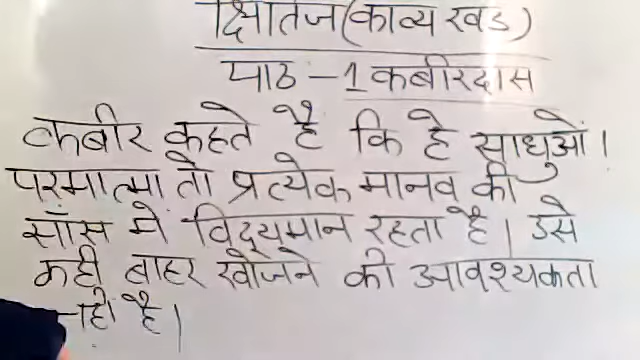 क्षितिज(काव्य खंड)
पाठ -1 कबीरदास
कबीर कहते है कि हे साधुओं।
परमात्मा तो प्रत्येक मानव की
साँस में विद्यमान रहता है। उसे
कही बाहर खोजने की आवश्यकता
नही है।